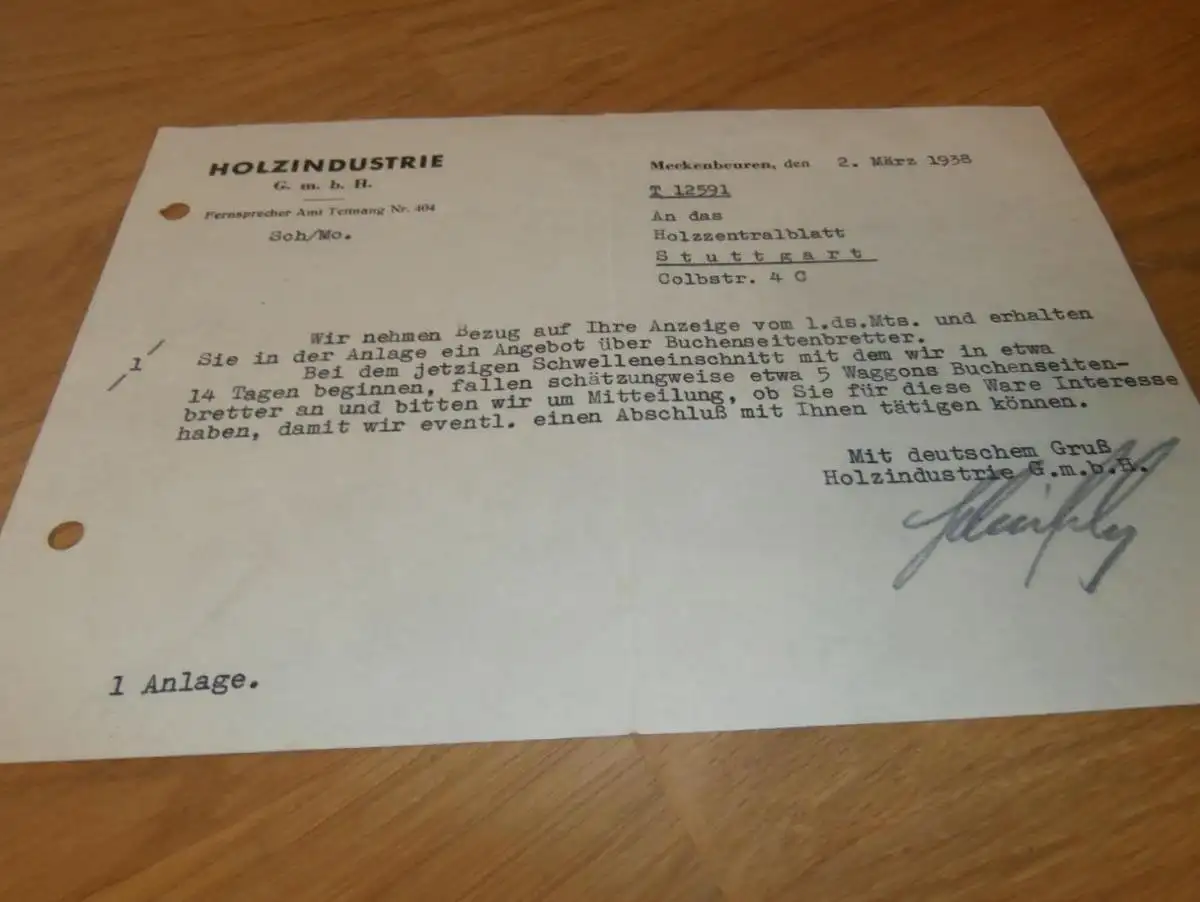 HOLZINDUSTRIE
G. m. b. H.
Fernsprecher Amt Tettnang Nr. 404
Sch/Mo.
Meckenbeuren, den 2. März 1938
T 12591
An das
Holzzentralblatt
Stuttgart
Colbstr. 4 C
Wir nehmen Bezug auf Ihre Anzeige vom 1.ds.Mts. und erhalten
/1/ Sie in der Anlage ein Angebot über Buchenseitenbretter.
Bei dem jetzigen Schwelleneinschnitt mit dem wir in etwa
14 Tagen beginnen, fallen schätzungweise etwa 5 Waggons Buchenseiten-
bretter an und bitten wir um Mitteilung, ob Sie für diese Ware Interesse
haben, damit wir eventl. einen Abschluß mit Ihnen tätigen können.
Mit deutschem Gruß
Holzindustrie G.m.b.H.
1 Anlage.